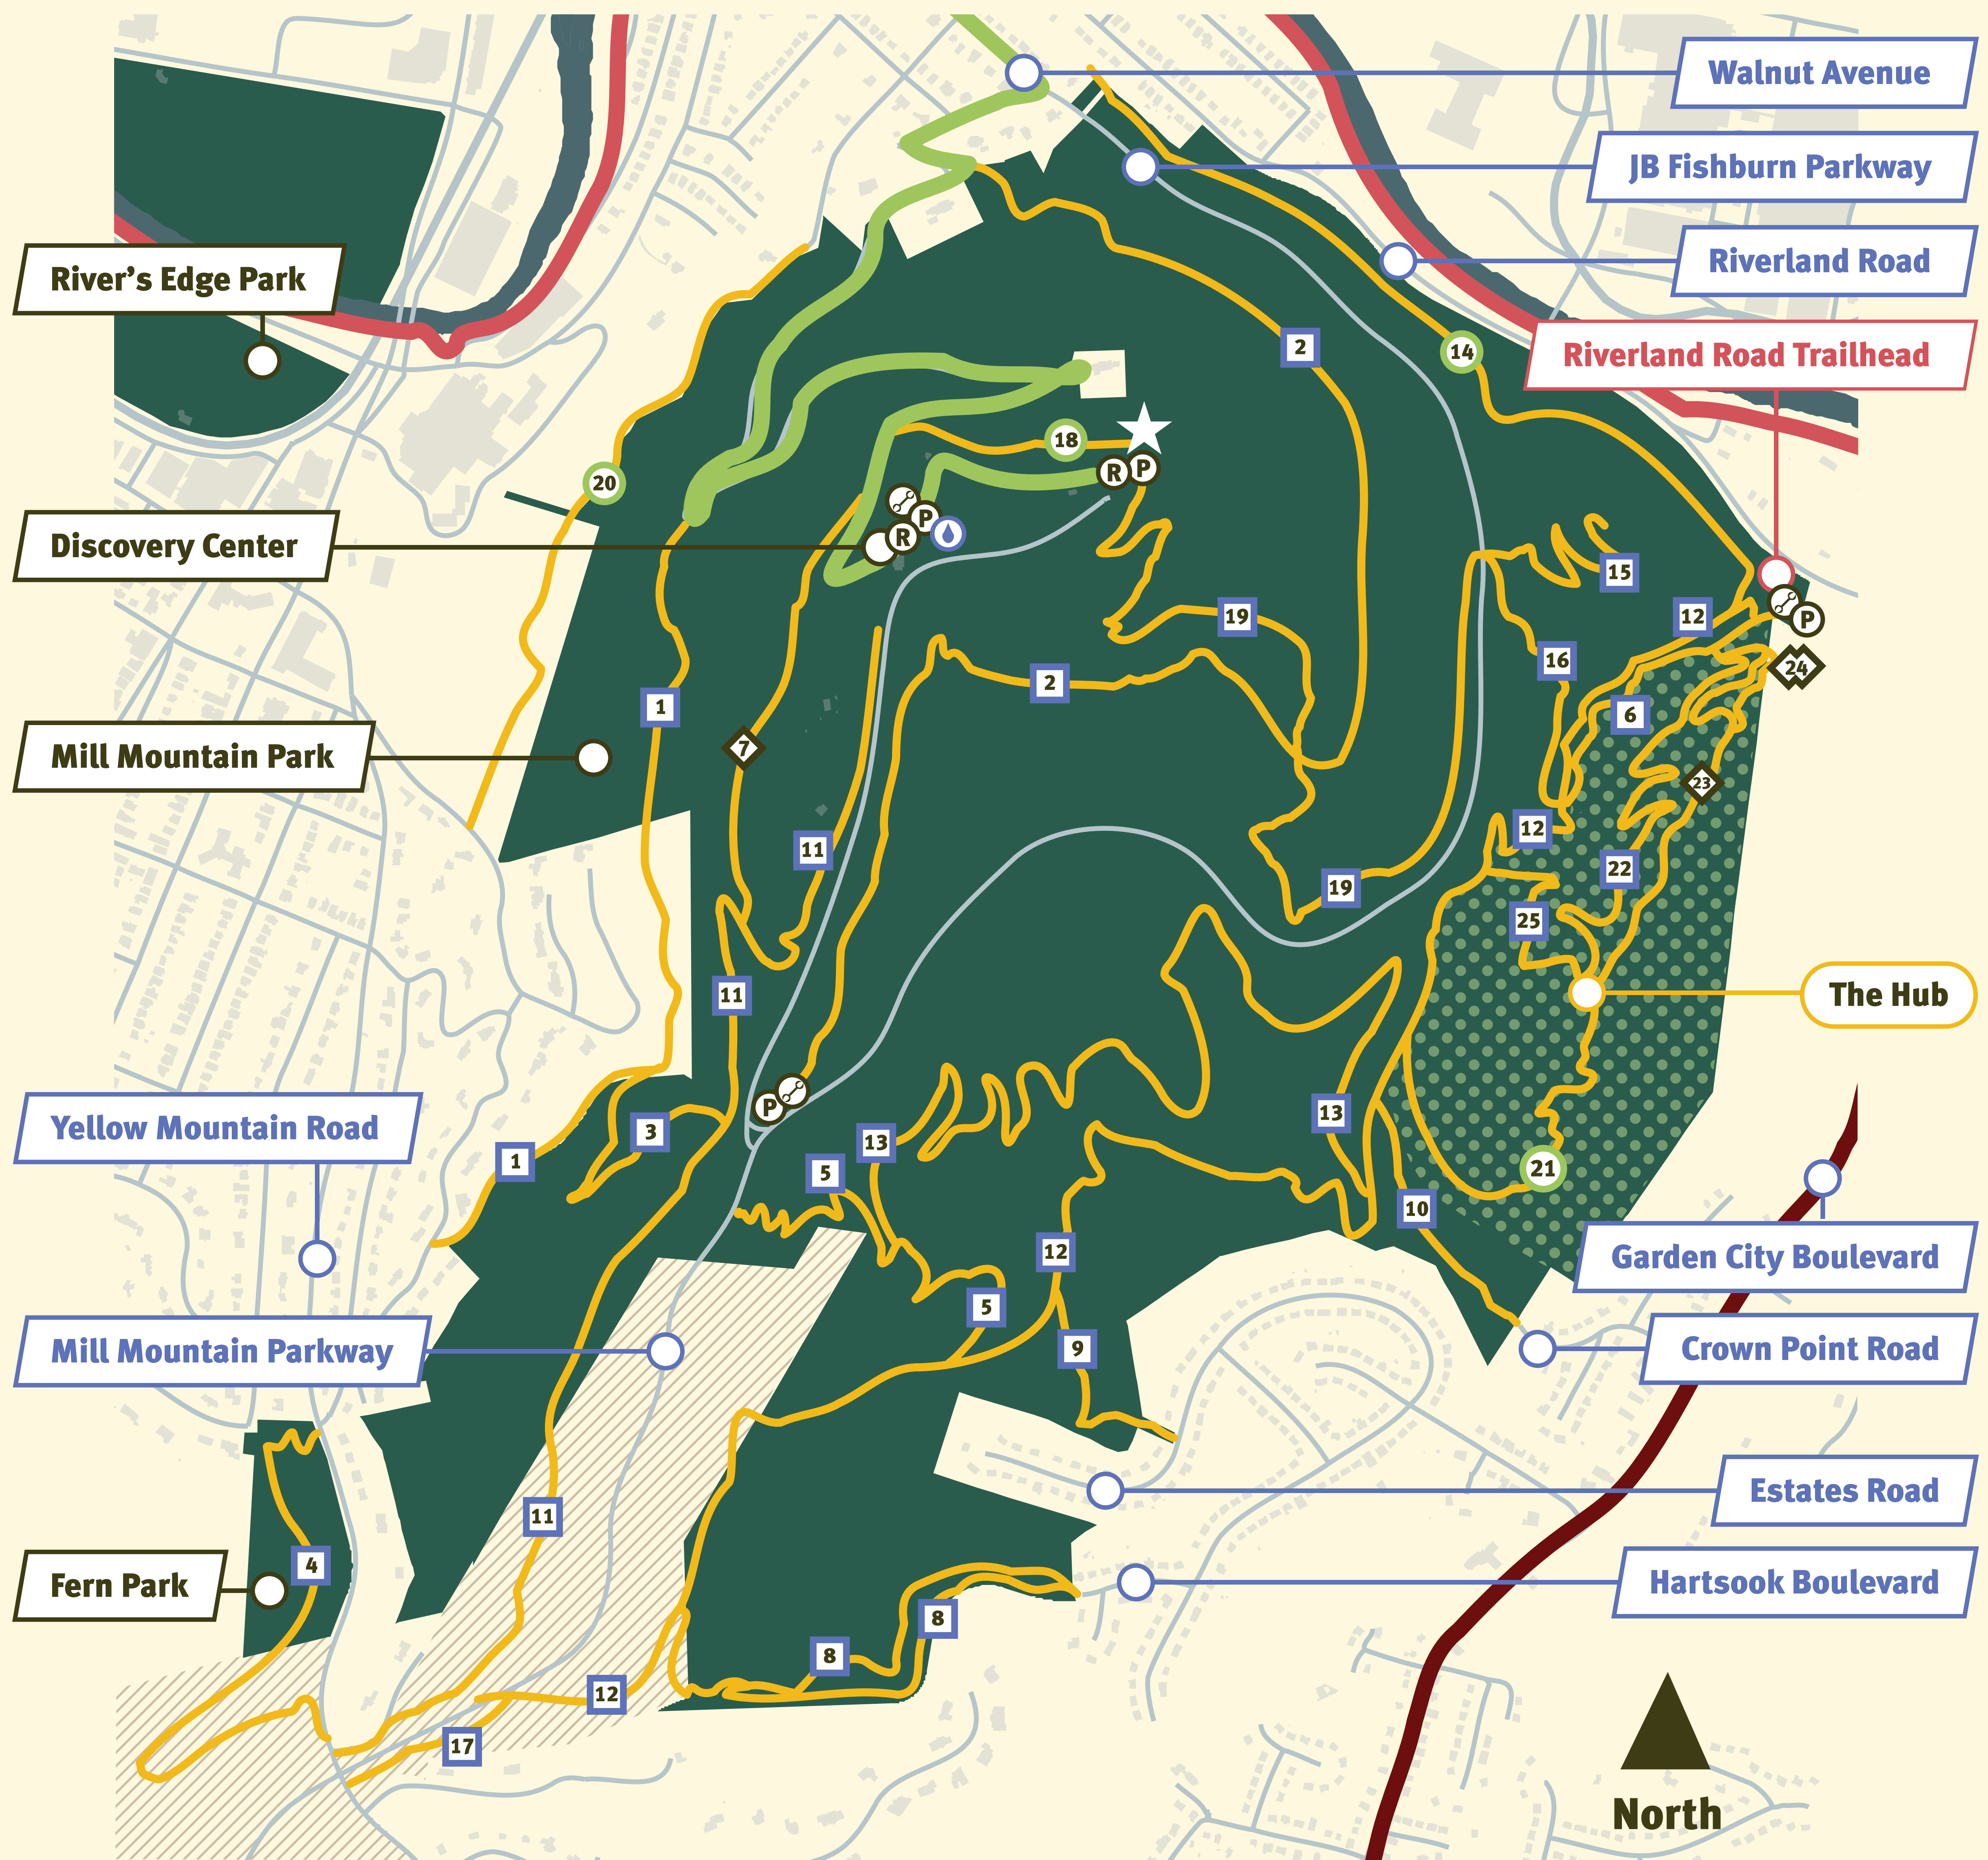 Walnut Avenue
JB Fishburn Parkway
Riverland Road
River's Edge Park
2
14
Riverland Road Trailhead
18
R P
20
P
Discovery Center
R
15
12
P
19
16
24
2
1
6
7
Mill Mountain Park
23
12
11
22
19
25
11
The Hub
P
Yellow Mountain Road
3
13
13
1
5
21
10
12
Garden City Boulevard
5
Mill Mountain Parkway
9
Crown Point Road
Estates Road
11
4
Fern Park
Hartsook Boulevard
8
8
12
17
North